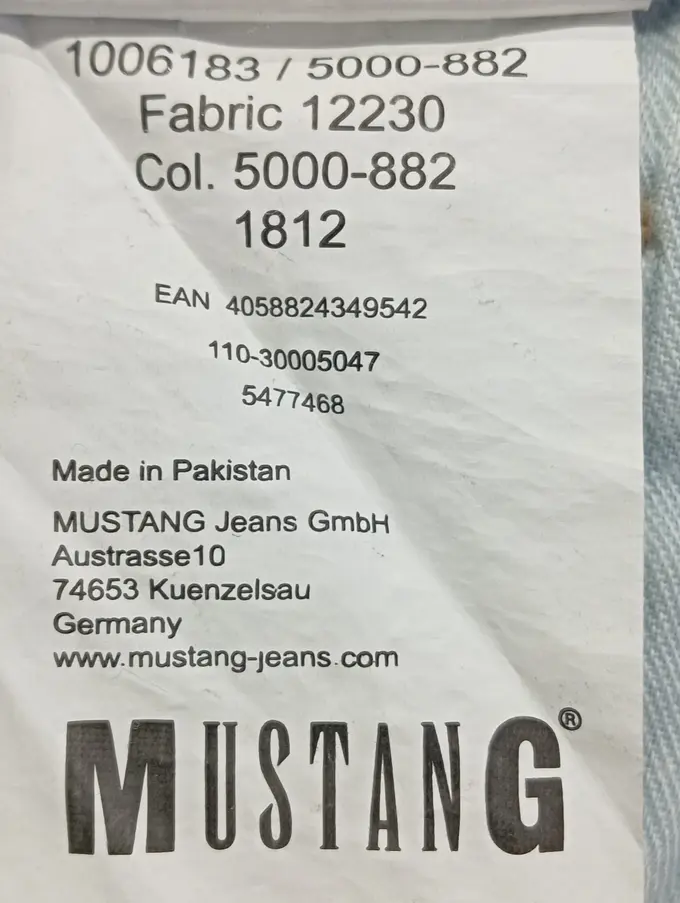 1006183 / 5000-882
Fabric 12230
Col. 5000-882
1812
EAN 4058824349542
110-30005047
5477468
Made in Pakistan
MUSTANG Jeans GmbH
Austrasse10
74653 Kuenzelsau
Germany
www.mustang-jeans.com
MUSTANG®